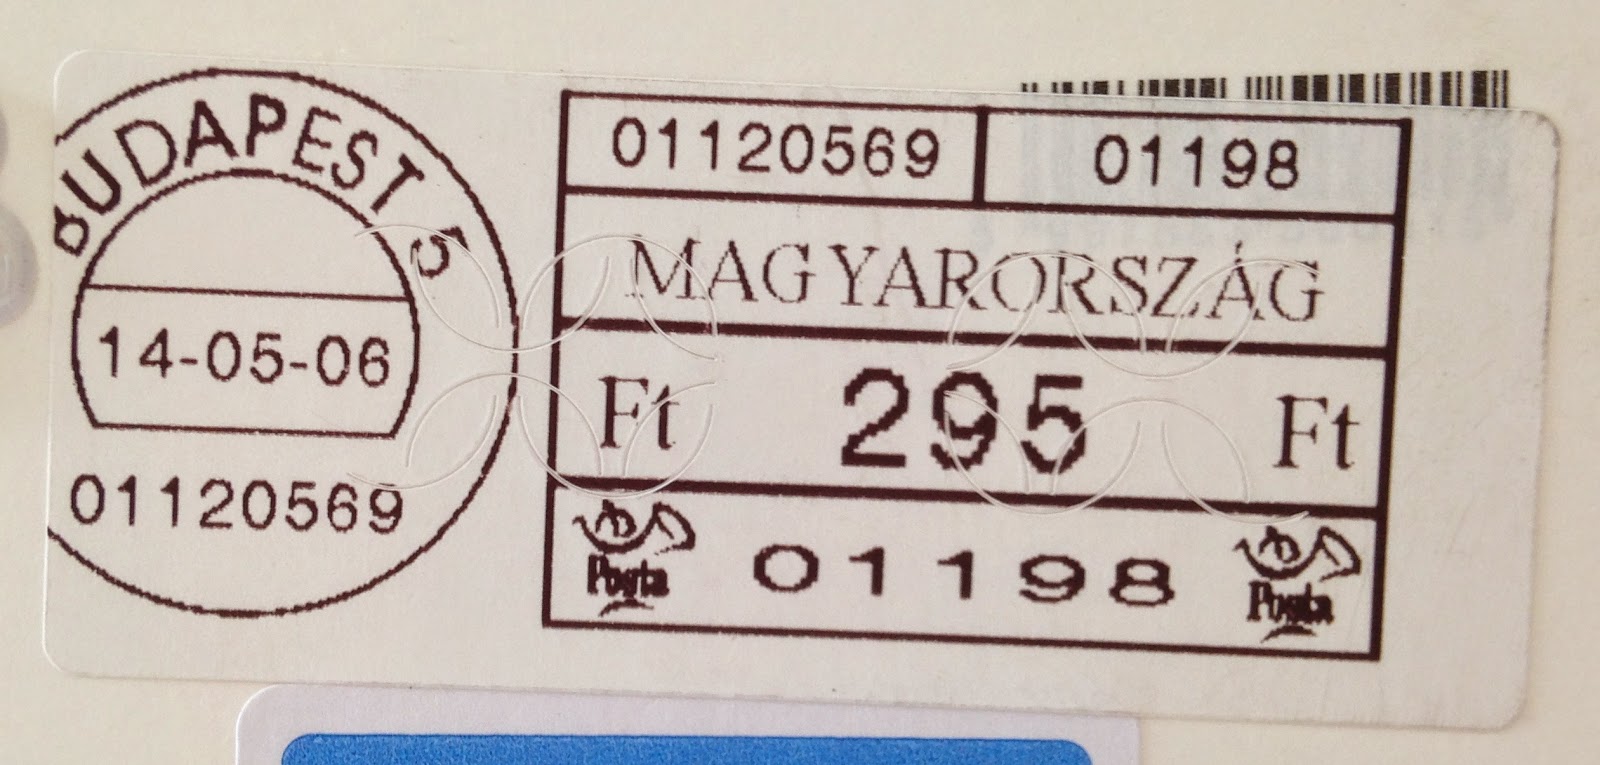 BUDAPEST 5
14-05-06
01120569
01120569 01198
MAGYARORSZÁG
Ft 295 Ft
Posta 01198 Posta